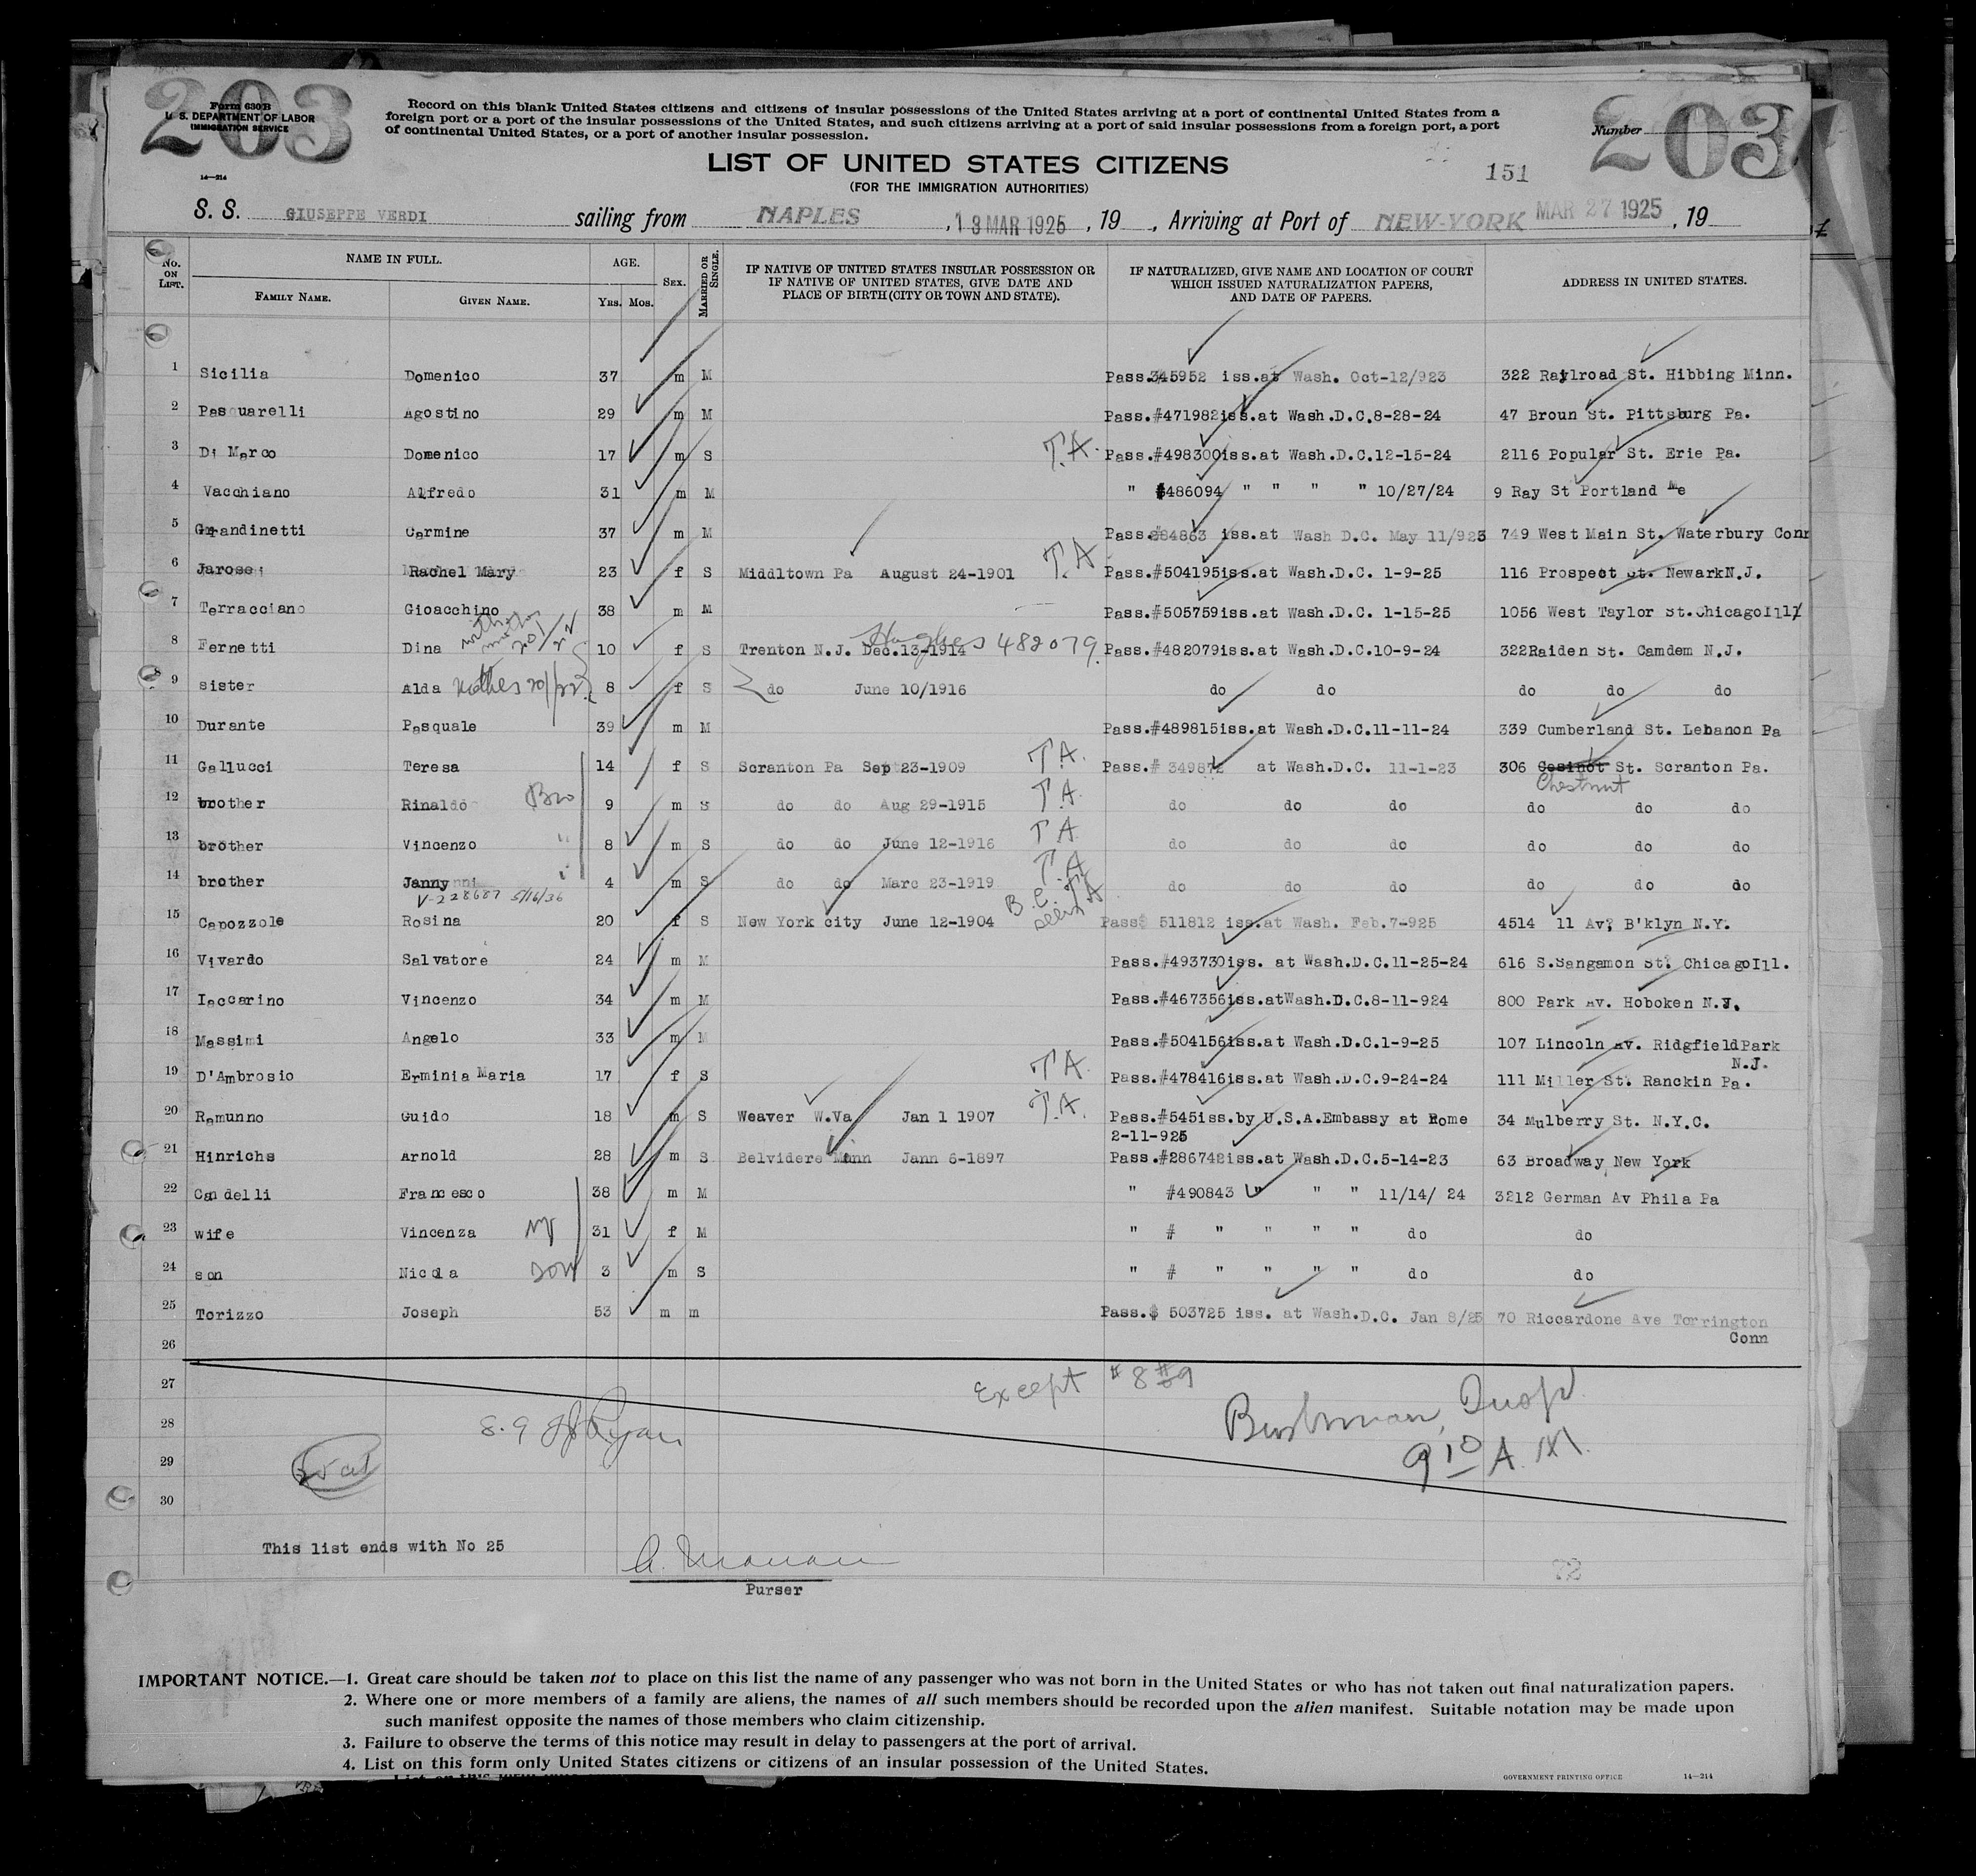 203
Form 630B
U. S. DEPARTMENT OF LABOR
IMMIGRATION SERVICE
14—214
Record on this blank United States citizens and citizens of insular possessions of the United States arriving at a port of continental United States from a
foreign port or a port of the insular possessions of the United States, and such citizens arriving at a port of said insular possessions from a foreign port, a port
of continental United States, or a port of another insular possession.
Number 203
LIST OF UNITED STATES CITIZENS
(FOR THE IMMIGRATION AUTHORITIES)
151
S. S. GIUSEPPE VERDI sailing from NAPLES , 13 MAR 1925 , 19 , Arriving at Port of NEW-YORK MAR 27 1925 , 19
No. ON LIST. NAME IN FULL. FAMILY NAME. GIVEN NAME. AGE. YRS. MOS. SEX. MARRIED OR SINGLE. IF NATIVE OF UNITED STATES INSULAR POSSESSION OR IF NATIVE OF UNITED STATES, GIVE DATE AND PLACE OF BIRTH (CITY OR TOWN AND STATE). IF NATURALIZED, GIVE NAME AND LOCATION OF COURT WHICH ISSUED NATURALIZATION PAPERS, AND DATE OF PAPERS. ADDRESS IN UNITED STATES.
1 Sicilia Domenico 37 m M Pass.345952 iss.at Wash. Oct-12/923 322 Raylroad St. Hibbing Minn.
2 Pasquarelli Agostino 29 m M Pass.#471982iss.at Wash.D.C.8-28-24 47 Broun St. Pittsburg Pa.
3 Di Marco Domenico 17 m S T.A. Pass.#498300iss.at Wash.D.C.12-15-24 2116 Popular St. Erie Pa.
4 Vacchiano Alfredo 31 m M " #486094 " " " " 10/27/24 9 Ray St Portland Me
5 Grandinetti Carmine 37 m M Pass.#284863 iss.at Wash D.C. May 11/923 749 West Main St. Waterbury Conn
6 Jarosei Rachel Mary 23 f S Middltown Pa August 24-1901 T.A Pass.#504195iss.at Wash.D.C. 1-9-25 116 Prospect St. NewarkN.J.
7 Terracciano Gioacchino 38 m M Pass.#505759iss.at Wash.D.C. 1-15-25 1056 West Taylor St.ChicagoIll/
8 Fernetti Dina with mother 20/22 10 f S Trenton N.J. Dec.13-1914 Hughes 482079. Pass.#482079iss.at Wash.D.C.10-9-24 322Raiden St. Camdem N.J.
9 sister Alda 20/22 8 f S do June 10/1916 do do do do do
10 Durante Pasquale 39 m M Pass.#489815iss.at Wash.D.C.11-11-24 339 Cumberland St. Lebanon Pa
11 Gallucci Teresa 14 f S Scranton Pa Sept 23-1909 T.A. Pass.# 349872 at Wash.D.C. 11-1-23 306 Cesinot St. Scranton Pa.
Chestnut
12 brother Rinaldo Bro 9 m S do do Aug 29-1915 T.A. do do do do do do
13 brother Vincenzo " 8 m S do do June 12-1916 T A do do do do do do
14 brother Janny 4 m S do do Marc 23-1919 T.A do do do do do do
V-228687 5/16/36
15 Capozzole Rosina 20 f S New York city June 12-1904 B.C. T A Pass# 511812 iss.at Wash. Feb.7-925 4514 11 Av; B'klyn N.Y.
16 Vivardo Salvatore 24 m M Pass.#493730iss. at Wash.D.C.11-25-24 616 S.Sangamon St. ChicagoIll.
17 Iaccarino Vincenzo 34 m M Pass.#467356iss.atWash.D.C.8-11-924 800 Park Av. Hoboken N.J.
18 Massimi Angelo 33 m M Pass.#504156iss.at Wash.D.C.1-9-25 107 Lincoln Av. RidgfieldPark
N.J.
19 D'Ambrosio Erminia Maria 17 f S T A. Pass.#478416iss.at Wash.D.C.9-24-24 111 Miller St. Ranckin Pa.
20 Ramunno Guido 18 m S Weaver W.Va Jan 1 1907 T.A. Pass.#545iss.by U.S.A.Embassy at Rome 34 Mulberry St. N.Y.C.
2-11-925
21 Hinrichs Arnold 28 m S Belvidere Minn Jann 6-1897 Pass.#286742iss.at Wash.D.C.5-14-23 63 Broadway New York
22 Candelli Francesco 38 m M " #490843 " " " 11/14/ 24 3212 German Av Phila Pa
23 wife Vincenza 31 f M " # " " " " do do
24 son Nicola son 3 m S " # " " " " do do
25 Torizzo Joseph 53 m m Pass.# 503725 iss. at Wash.D.C. Jan 8/25 70 Riccardone Ave Torrington
Conn
26
27 Except #8 #9
28 8.9 Ryan Bushman, Insp
29 9 10 A M.
30
This list ends with No 25
Purser
72
IMPORTANT NOTICE.—1. Great care should be taken not to place on this list the name of any passenger who was not born in the United States or who has not taken out final naturalization papers.
2. Where one or more members of a family are aliens, the names of all such members should be recorded upon the alien manifest. Suitable notation may be made upon
such manifest opposite the names of those members who claim citizenship.
3. Failure to observe the terms of this notice may result in delay to passengers at the port of arrival.
4. List on this form only United States citizens or citizens of an insular possession of the United States.
GOVERNMENT PRINTING OFFICE 14—214